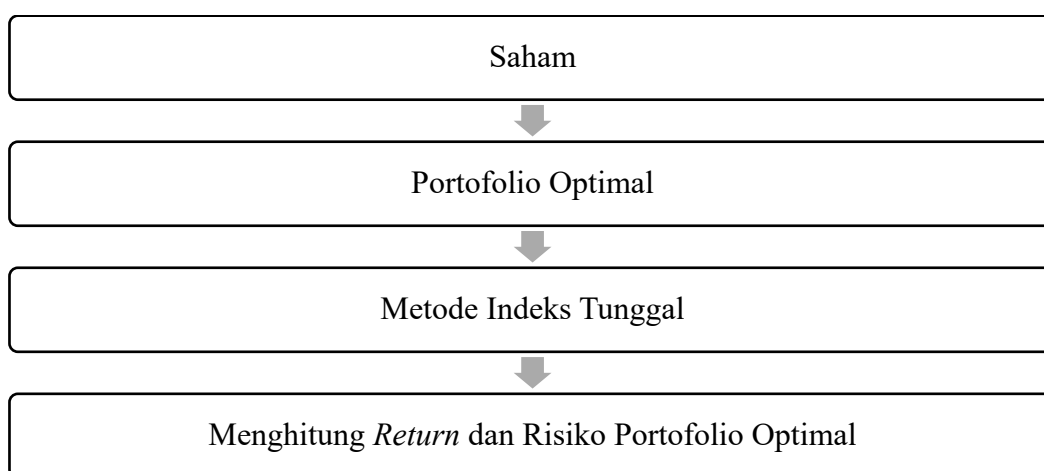 Saham
Portofolio Optimal
Metode Indeks Tunggal
Menghitung Return dan Risiko Portofolio Optimal